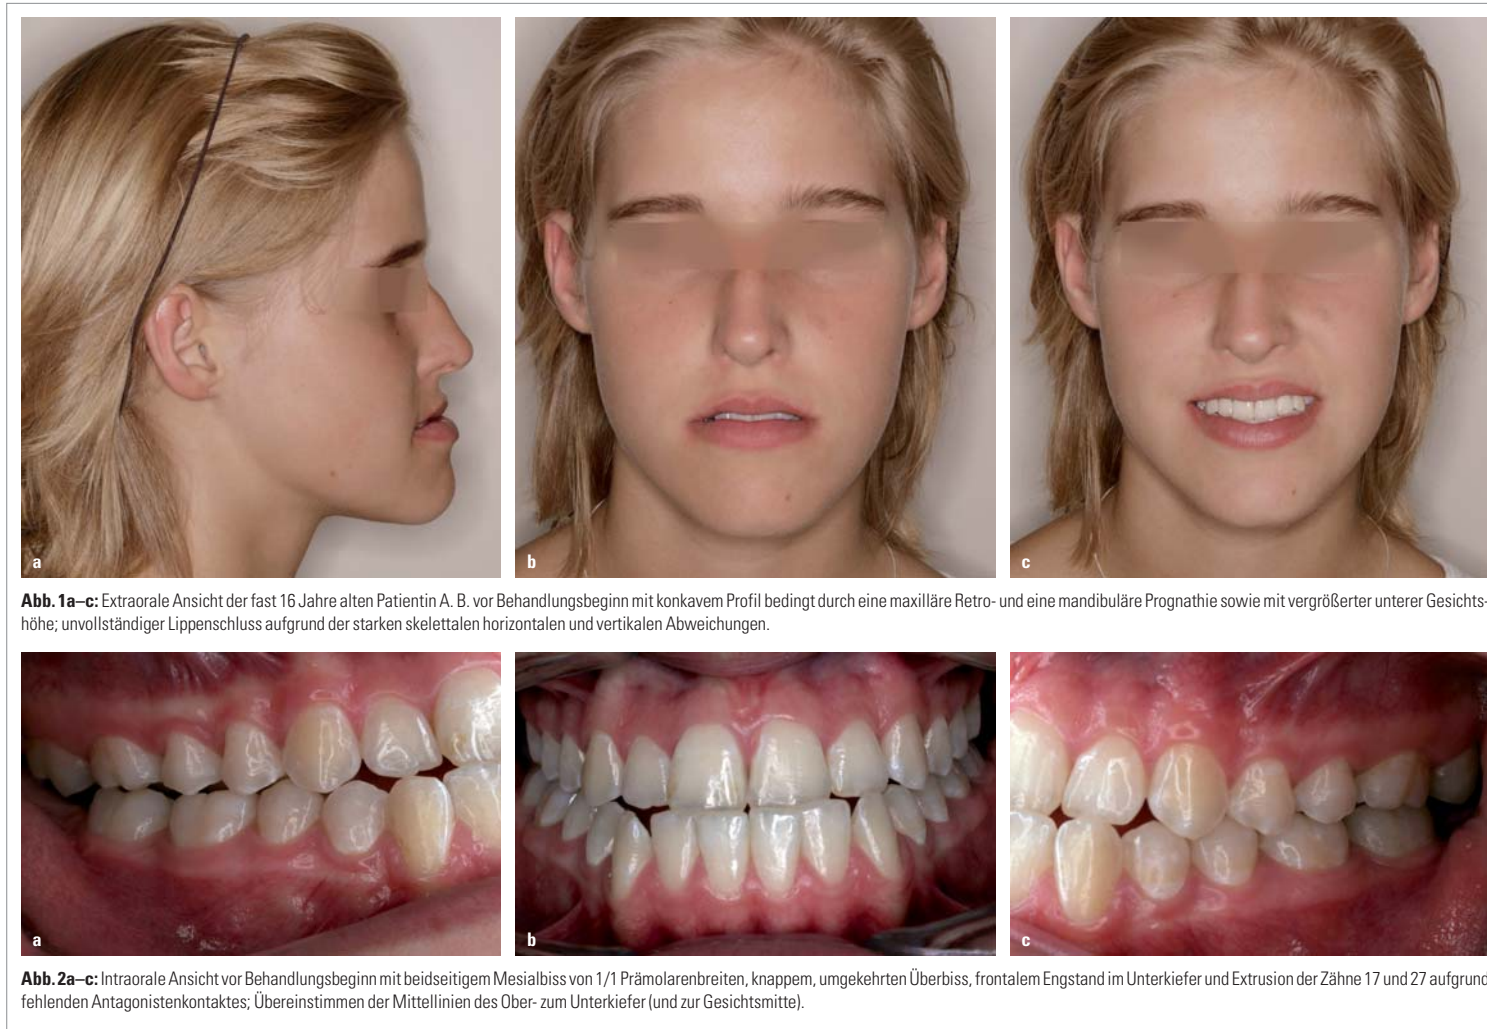 a
b
c
Abb. 1a–c: Extraorale Ansicht der fast 16 Jahre alten Patientin A. B. vor Behandlungsbeginn mit konkavem Profil bedingt durch eine maxilläre Retro- und eine mandibuläre Prognathie sowie mit vergrößerter unterer Gesichts-
höhe; unvollständiger Lippenschluss aufgrund der starken skelettalen horizontalen und vertikalen Abweichungen.
a
b
c
Abb. 2a–c: Intraorale Ansicht vor Behandlungsbeginn mit beidseitigem Mesialbiss von 1/1 Prämolarenbreiten, knappem, umgekehrten Überbiss, frontalem Engstand im Unterkiefer und Extrusion der Zähne 17 und 27 aufgrund
fehlenden Antagonistenkontaktes; Übereinstimmen der Mittellinien des Ober- zum Unterkiefer (und zur Gesichtsmitte).